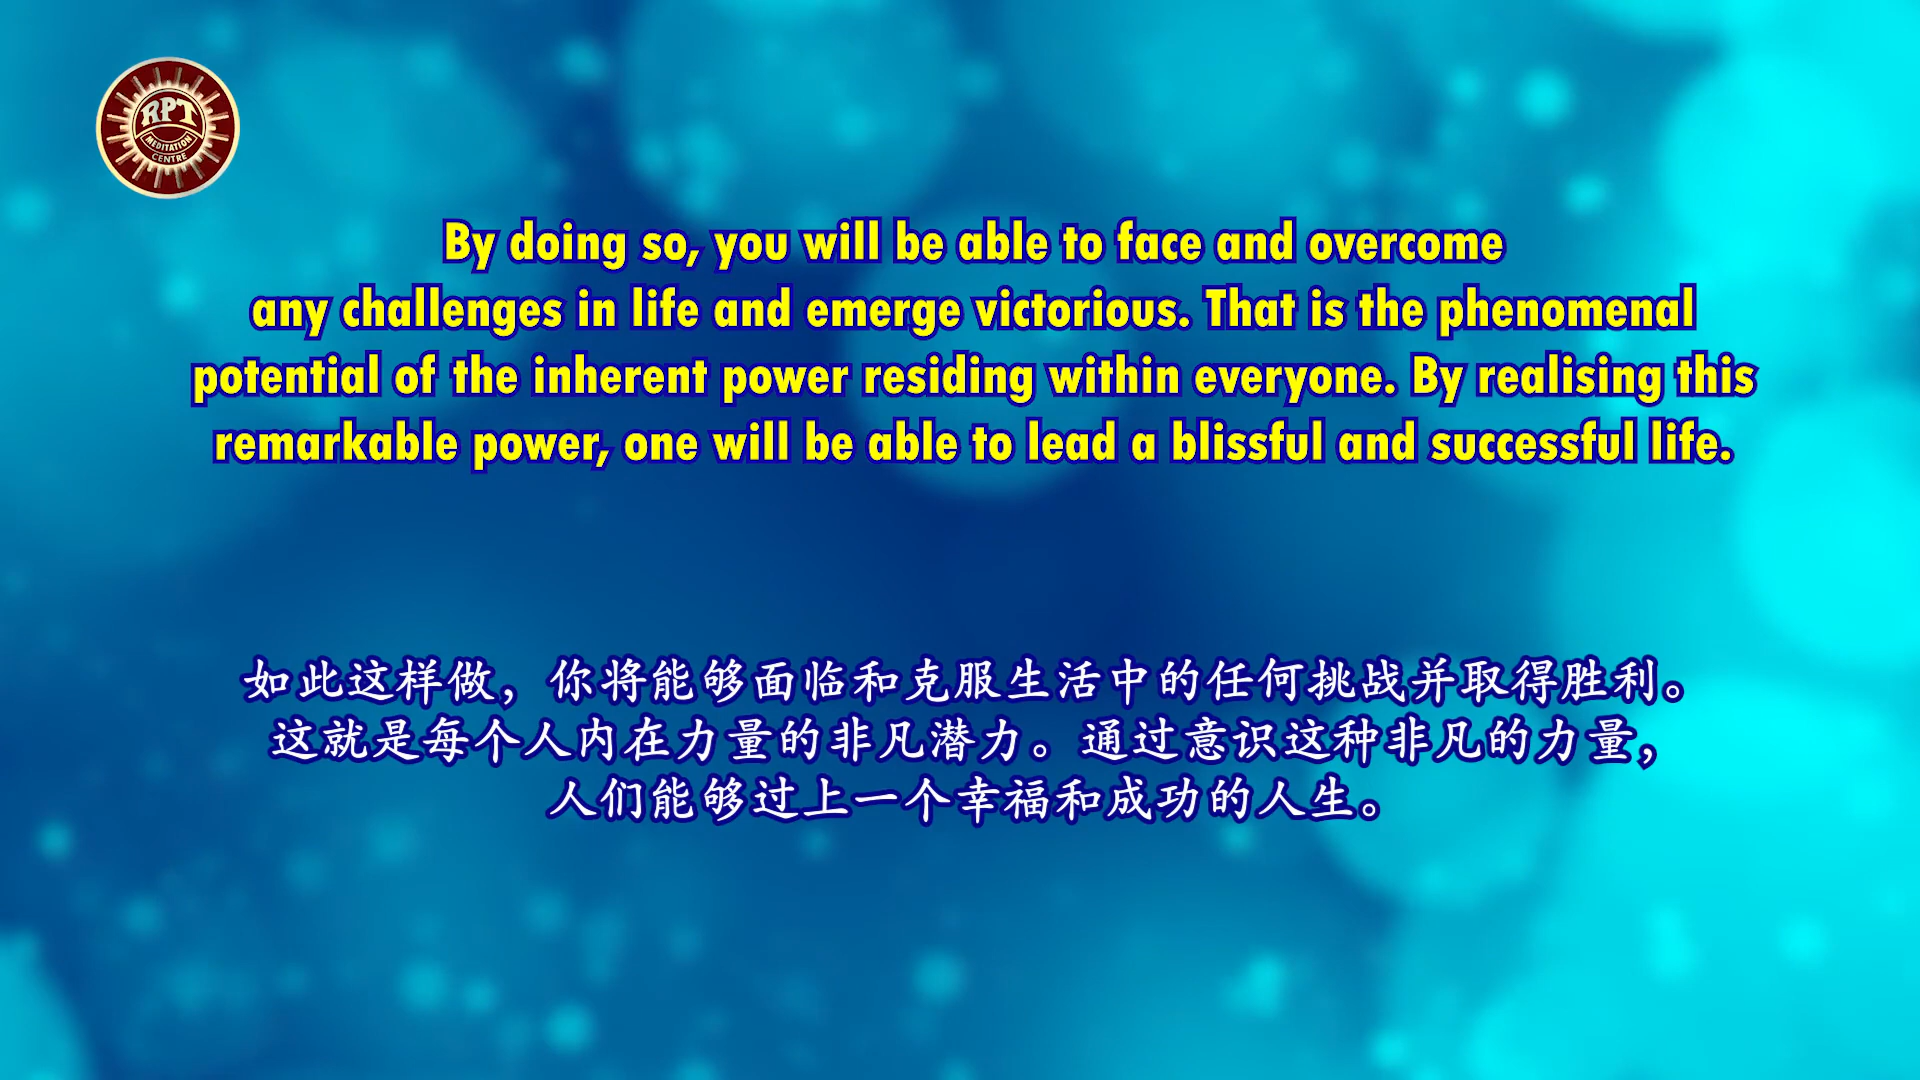 RPT
MEDITATION
CENTRE
By doing so, you will be able to face and overcome
any challenges in life and emerge victorious. That is the phenomenal
potential of the inherent power residing within everyone. By realising this
remarkable power, one will be able to lead a blissful and successful life.
如此这样做，你将能够面临和克服生活中的任何挑战并取得胜利。
这就是每个人内在力量的非凡潜力。通过意识这种非凡的力量，
人们能够过上一个幸福和成功的人生。